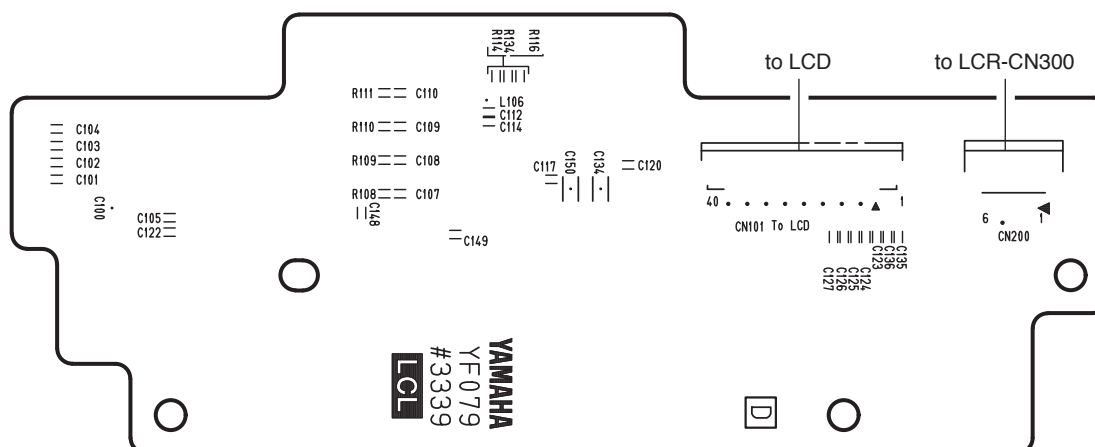 R114
R134
R116
to LCD
to LCR-CN300
R111 C110
L106
C112
C114
R110 C109
C104
C103
C102
C101
R109 C108
C117
C150
C134
C120
R108 C107
C148
C100
C105
C122
C149
40 1
CN101 To LCD
6 1
CN200
C127
C126
C125
C124
C123
C136
C135
YAMAHA
YF079
#3339
LCL
D